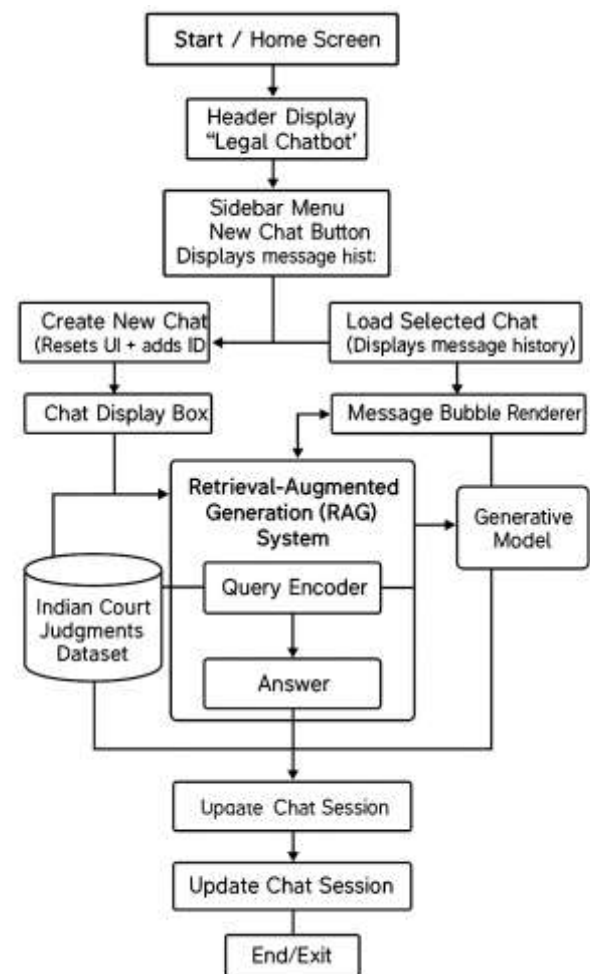 Start / Home Screen
Header Display
“Legal Chatbot’
Sidebar Menu
New Chat Button
Displays message hist:
Create New Chat
(Resets UI + adds ID
Load Selected Chat
(Displays message history)
Chat Display Box
Message Bubble Renderer
Retrieval-Augmented
Generation (RAG)
System
Generative
Model
Query Encoder
Indian Court
Judgments
Dataset
Answer
Update Chat Session
Update Chat Session
End/Exit